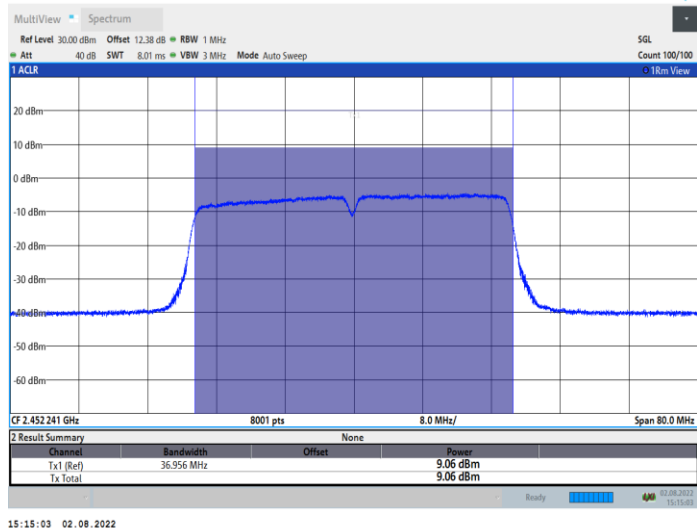 MultiView Spectrum
Ref Level 30.00 dBm Offset 12.38 dB RBW 1 MHz SGL
Att 40 dB SWT 8.01 ms VBW 3 MHz Mode Auto Sweep Count 100/100
1 ACLR 1Rm View
Tx1
20 dBm
10 dBm
0 dBm
-10 dBm
-20 dBm
-30 dBm
-40 dBm
-50 dBm
-60 dBm
CF 2.452 241 GHz 8001 pts 8.0 MHz/ Span 80.0 MHz
2 Result Summary None
Channel Bandwidth Offset Power
Tx1 (Ref) 36.956 MHz 9.06 dBm
Tx Total 9.06 dBm
Ready 02.08.2022
15:15:03
15:15:03 02.08.2022